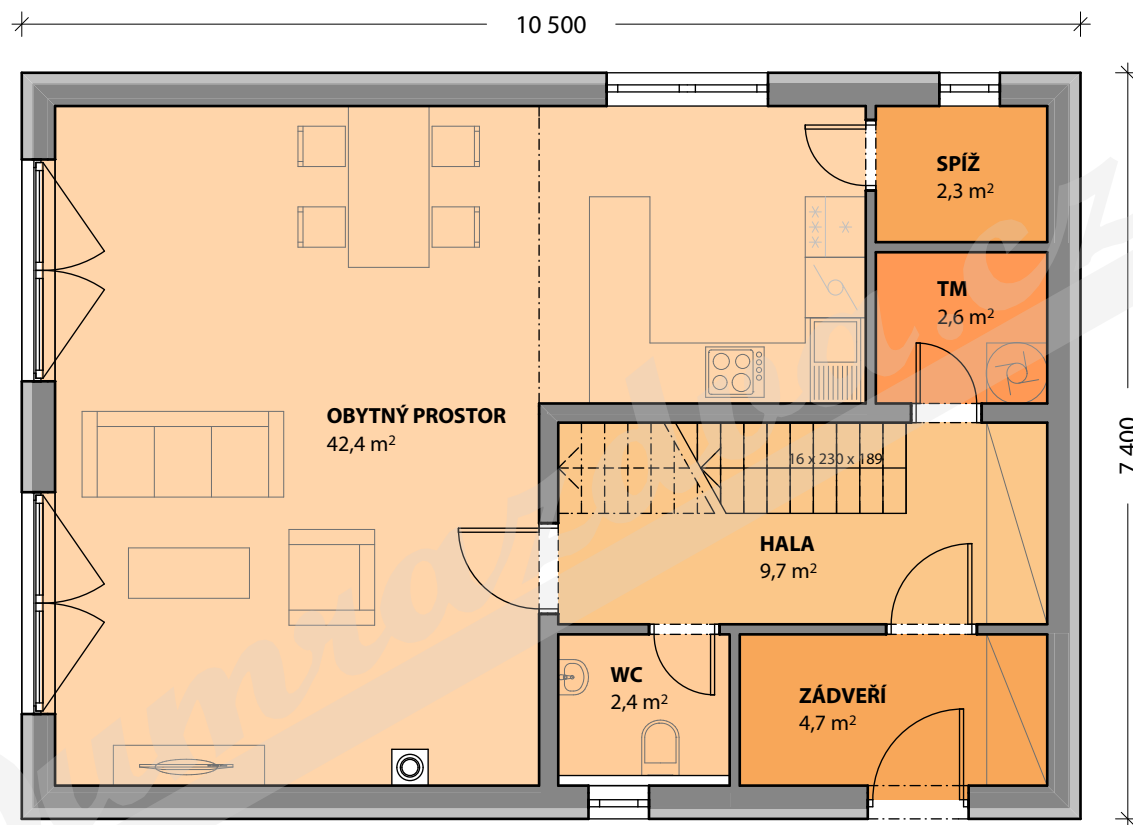 10 500
SPÍŽ
2,3 m²
TM
2,6 m²
OBYTNÝ PROSTOR
42,4 m²
7 400
16 x 230 x 189
HALA
9,7 m²
WC
2,4 m²
ZÁDVEŘÍ
4,7 m²